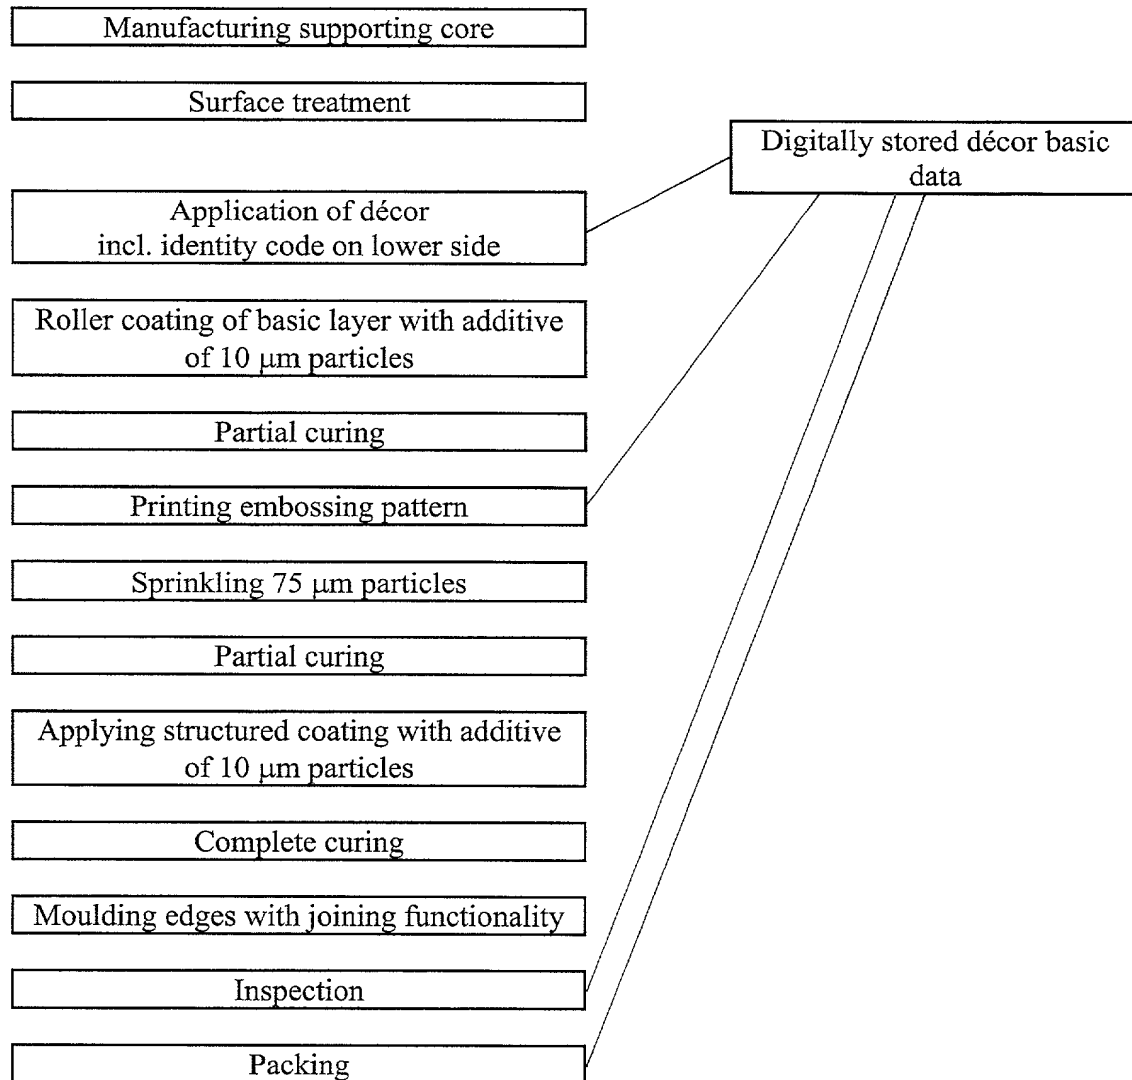 Manufacturing supporting core
Surface treatment
Digitally stored décor basic
data
Application of décor
incl. identity code on lower side
Roller coating of basic layer with additive
of 10 μm particles
Partial curing
Printing embossing pattern
Sprinkling 75 μm particles
Partial curing
Applying structured coating with additive
of 10 μm particles
Complete curing
Moulding edges with joining functionality
Inspection
Packing